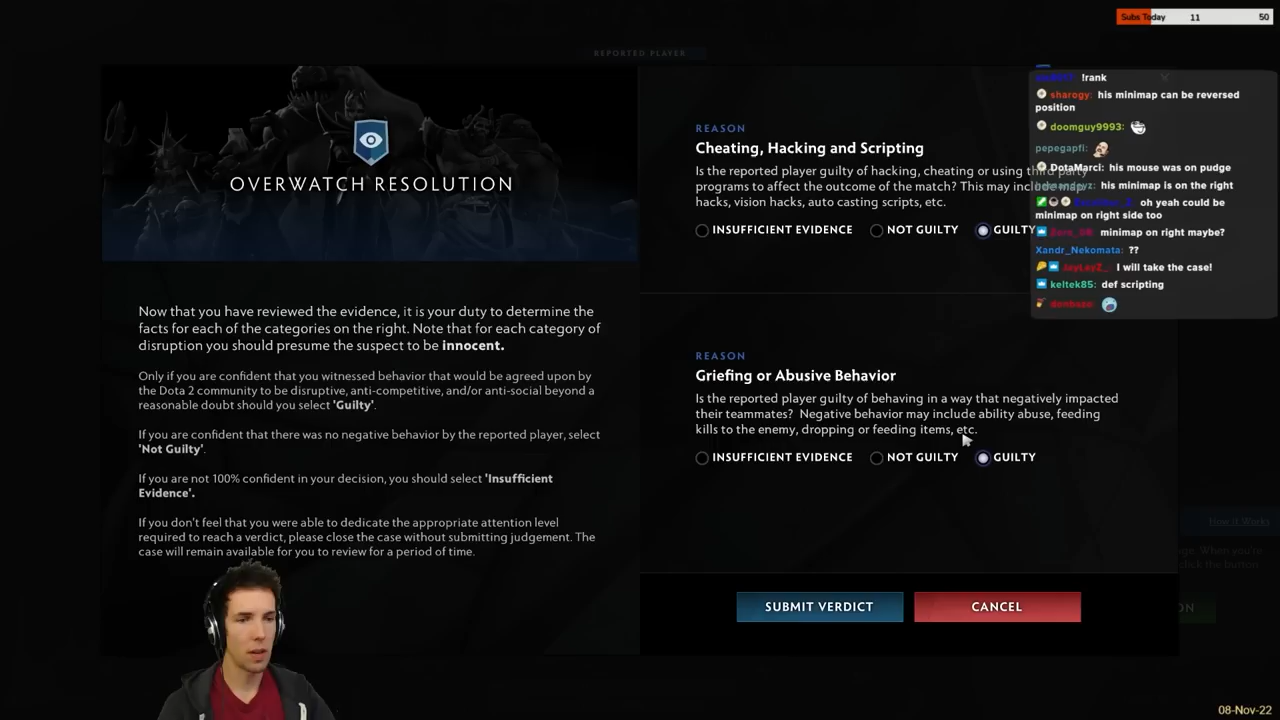 Subs Today 11 50
REPORTED PLAYER
OVERWATCH RESOLUTION
Now that you have reviewed the evidence, it is your duty to determine the
facts for each of the categories on the right. Note that for each category of
disruption you should presume the suspect to be innocent.
Only if you are confident that you witnessed behavior that would be agreed upon by
the Dota 2 community to be disruptive, anti-competitive, and/or anti-social beyond a
reasonable doubt should you select 'Guilty'.
If you are confident that there was no negative behavior by the reported player, select
'Not Guilty'.
If you are not 100% confident in your decision, you should select 'Insufficient
Evidence'.
If you don't feel that you were able to dedicate the appropriate attention level
required to reach a verdict, please close the case without submitting judgement. The
case will remain available for you to review for a period of time.
REASON
Cheating, Hacking and Scripting
Is the reported player guilty of hacking, cheating or using third party
programs to affect the outcome of the match? This may include map
hacks, vision hacks, auto casting scripts, etc.
INSUFFICIENT EVIDENCE NOT GUILTY GUILTY
REASON
Griefing or Abusive Behavior
Is the reported player guilty of behaving in a way that negatively impacted
their teammates? Negative behavior may include ability abuse, feeding
kills to the enemy, dropping or feeding items, etc.
INSUFFICIENT EVIDENCE NOT GUILTY GUILTY
SUBMIT VERDICT CANCEL
!rank
sharogy: his minimap can be reversed
position
doomguy9993:
pepegapfi:
DotaMarci: his mouse was on pudge
his minimap is on the right
oh yeah could be
minimap on right side too
minimap on right maybe?
Xandr_Nekomata: ??
JayLayZ_: I will take the case!
keltek85: def scripting
How it Works
page. When you're
click the button
ON
08-Nov-22